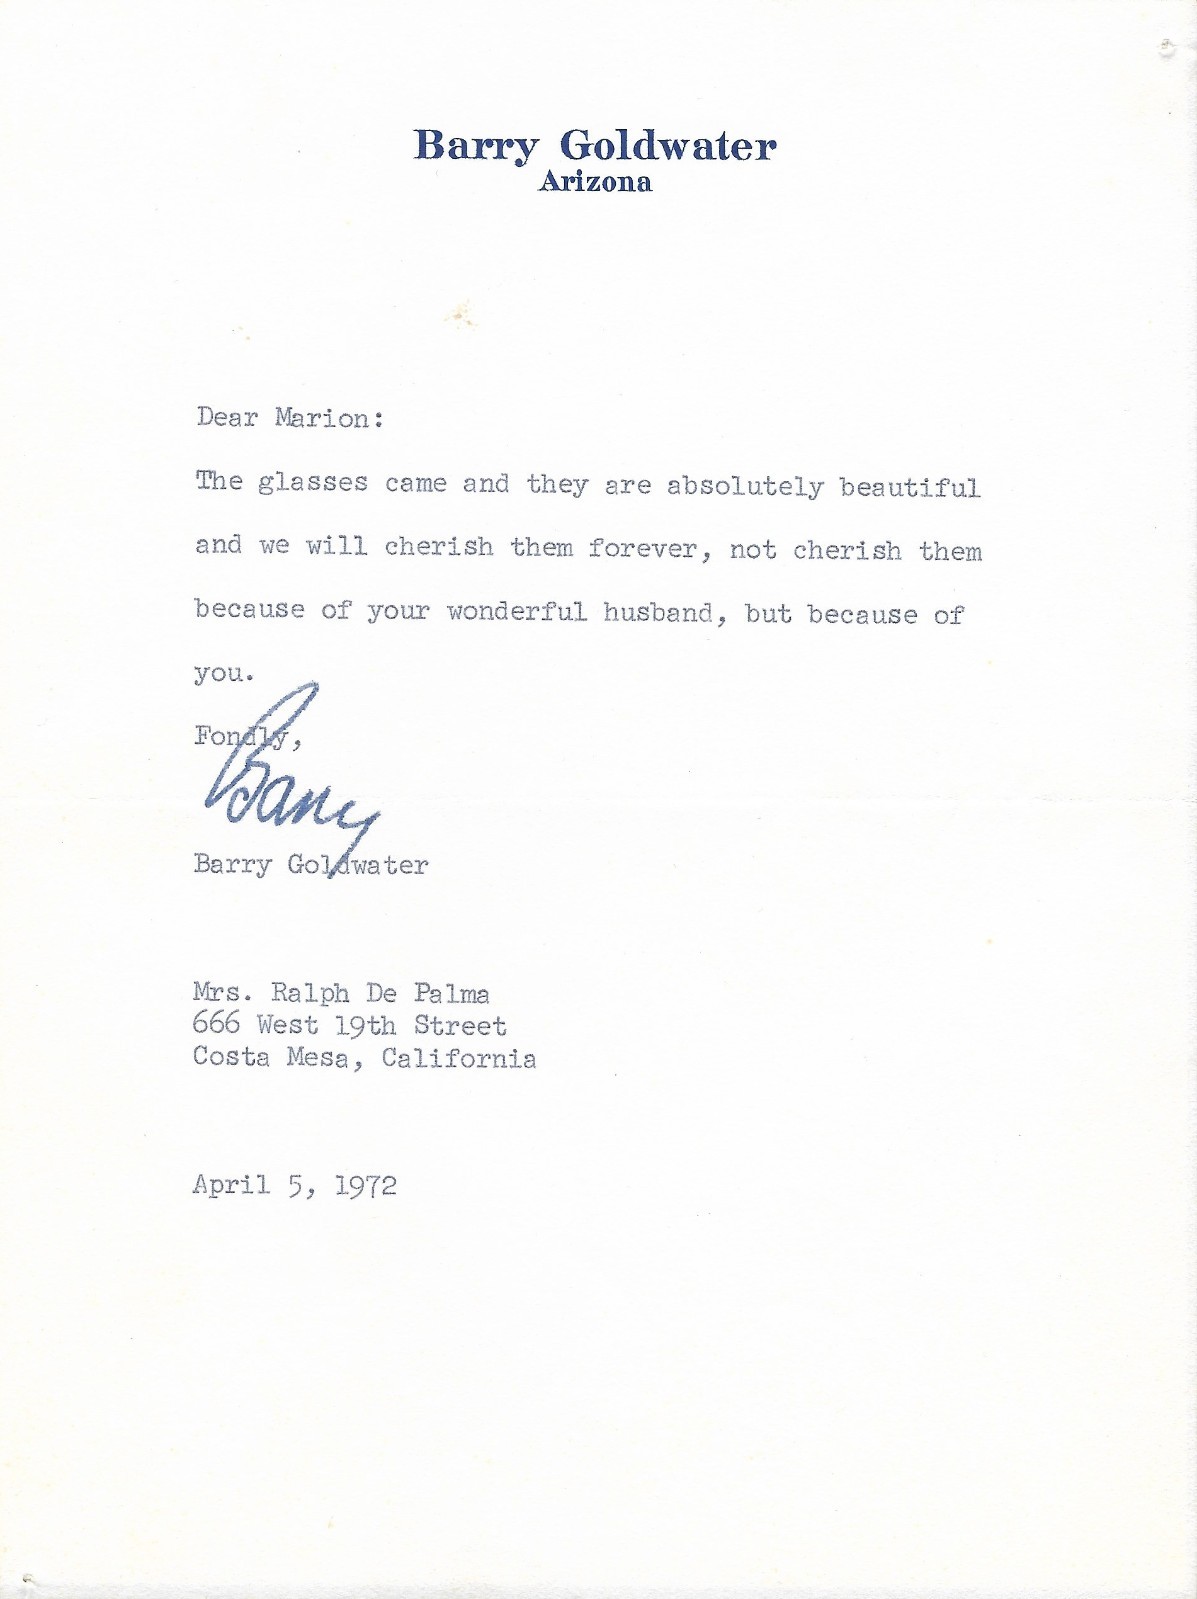 Barry Goldwater
Arizona
Dear Marion:
The glasses came and they are absolutely beautiful
and we will cherish them forever, not cherish them
because of your wonderful husband, but because of
you.
Fondly,
Barry
Barry Goldwater
Mrs. Ralph De Palma
666 West 19th Street
Costa Mesa, California
April 5, 1972